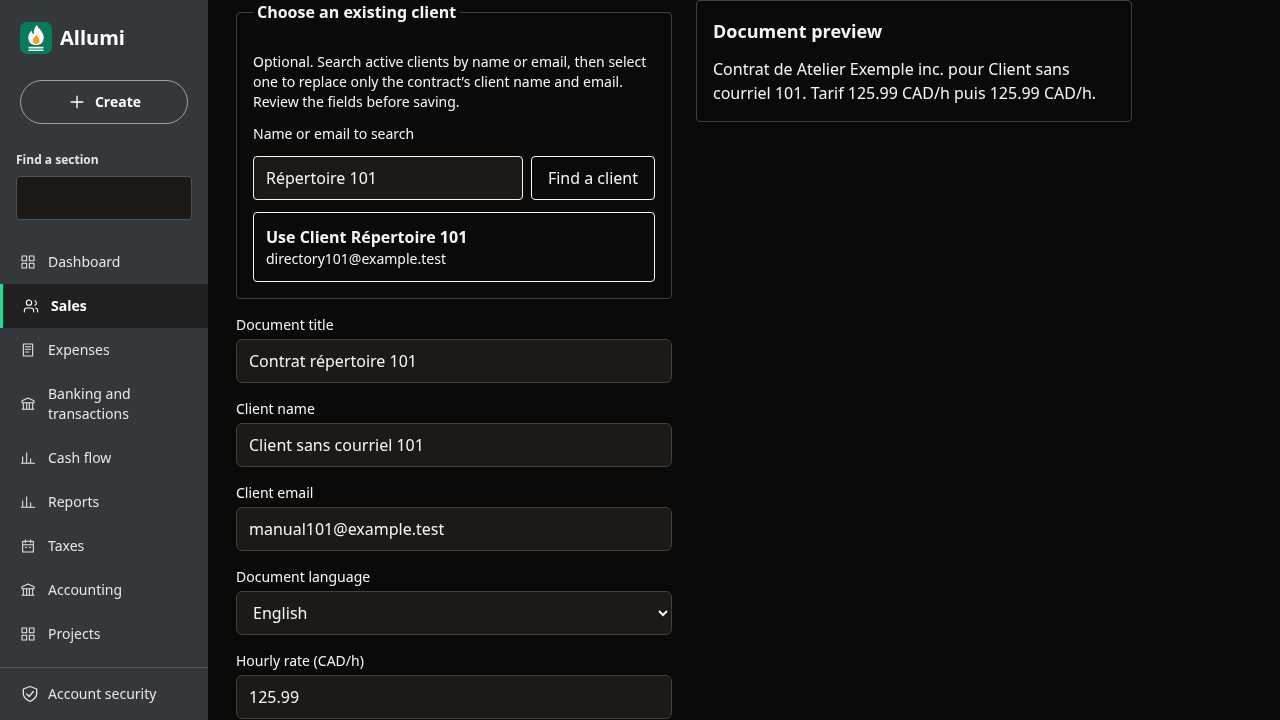 Allumi
Create
Find a section
Dashboard
Sales
Expenses
Banking and
transactions
Cash flow
Reports
Taxes
Accounting
Projects
Account security
Choose an existing client
Optional. Search active clients by name or email, then select
one to replace only the contract’s client name and email.
Review the fields before saving.
Name or email to search
Répertoire 101
Find a client
Use Client Répertoire 101
directory101@example.test
Document title
Contrat répertoire 101
Client name
Client sans courriel 101
Client email
manual101@example.test
Document language
English
Hourly rate (CAD/h)
125.99
Document preview
Contrat de Atelier Exemple inc. pour Client sans
courriel 101. Tarif 125.99 CAD/h puis 125.99 CAD/h.